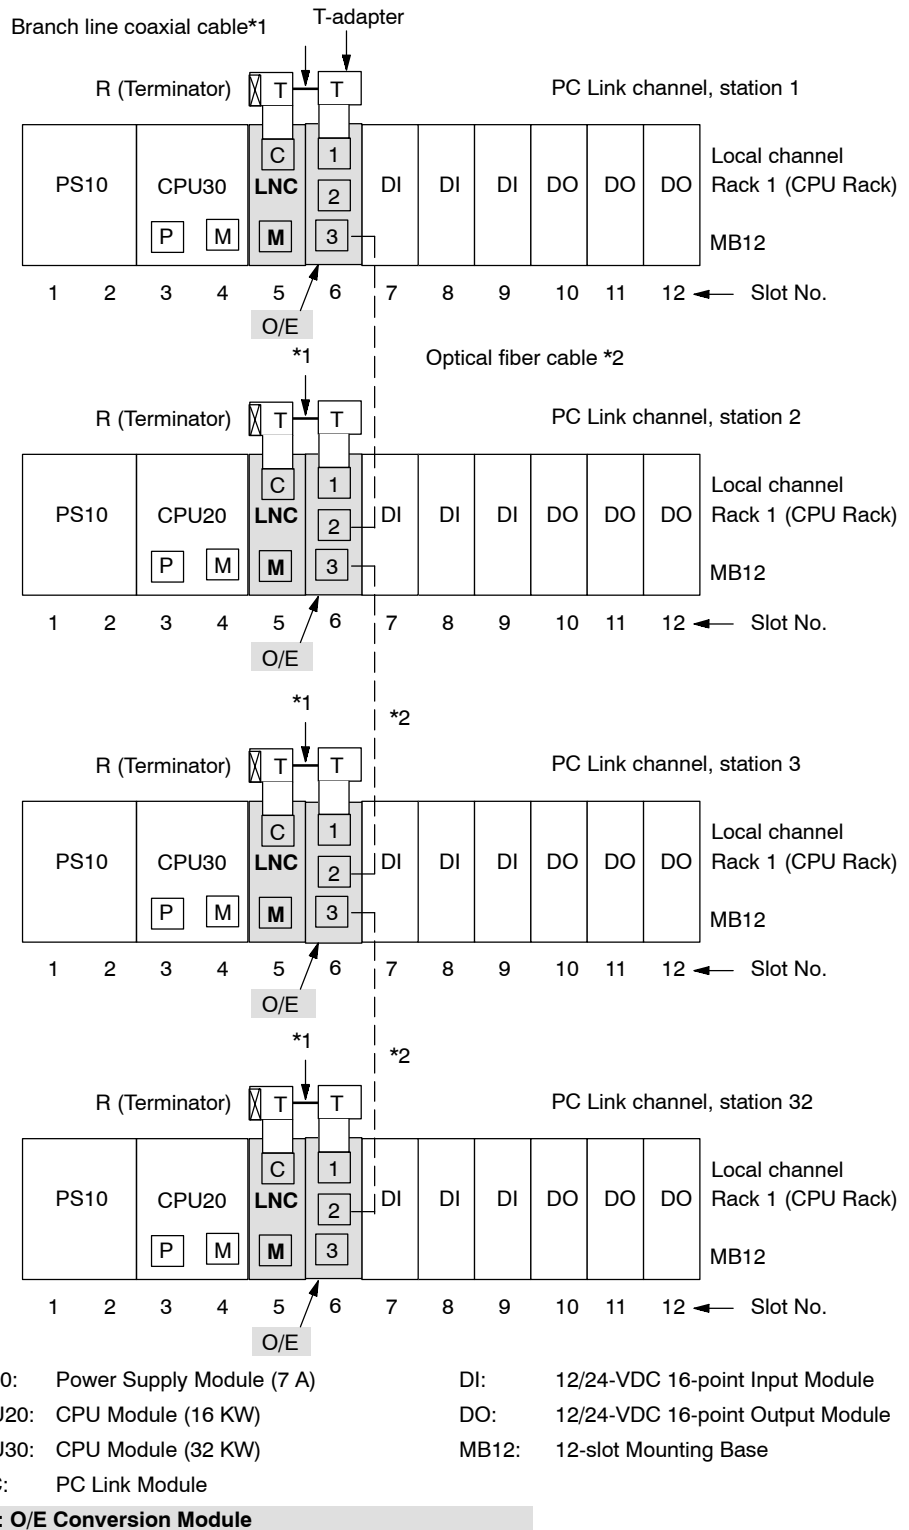 Branch line coaxial cable*1
T-adapter
R (Terminator) T T PC Link channel, station 1
PS10 CPU30 C LNC 1 2 DI DI DI DO DO DO Local channel
Rack 1 (CPU Rack)
P M M 3 MB12
1 2 3 4 5 6 7 8 9 10 11 12 Slot No.
O/E
*1 Optical fiber cable *2
R (Terminator) T T PC Link channel, station 2
C 1 Local channel
PS10 CPU20 LNC 2 DI DI DI DO DO DO Rack 1 (CPU Rack)
P M M 3 MB12
1 2 3 4 5 6 7 8 9 10 11 12 Slot No.
O/E
*1 *2
R (Terminator) T T PC Link channel, station 3
C 1 Local channel
PS10 CPU30 LNC 2 DI DI DI DO DO DO Rack 1 (CPU Rack)
P M M 3 MB12
1 2 3 4 5 6 7 8 9 10 11 12 Slot No.
O/E
*1 *2
R (Terminator) T T PC Link channel, station 32
C 1 Local channel
PS10 CPU20 LNC 2 DI DI DI DO DO DO Rack 1 (CPU Rack)
P M M 3 MB12
1 2 3 4 5 6 7 8 9 10 11 12 Slot No.
O/E
0: Power Supply Module (7 A) DI: 12/24-VDC 16-point Input Module
20: CPU Module (16 KW) DO: 12/24-VDC 16-point Output Module
30: CPU Module (32 KW) MB12: 12-slot Mounting Base
: PC Link Module
: O/E Conversion Module